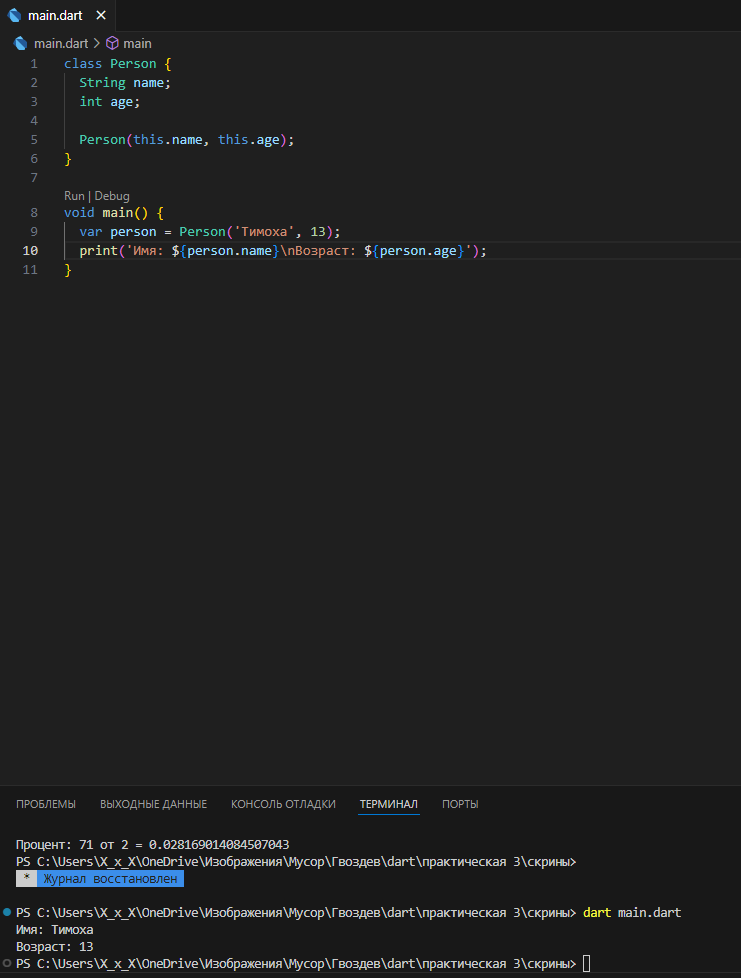 main.dart
main.dart > main
1 class Person {
2 String name;
3 int age;
4
5 Person(this.name, this.age);
6 }
7
Run | Debug
8 void main() {
9 var person = Person('Тимоха', 13);
10 print('Имя: ${person.name}\nВозраст: ${person.age}');
11 }
ПРОБЛЕМЫ ВЫХОДНЫЕ ДАННЫЕ КОНСОЛЬ ОТЛАДКИ ТЕРМИНАЛ ПОРТЫ
Процент: 71 от 2 = 0.028169014084507043
PS C:\Users\X_x_X\OneDrive\Изображения\Мусор\Гвоздев\dart\практическая 3\скрины>
* Журнал восстановлен
PS C:\Users\X_x_X\OneDrive\Изображения\Мусор\Гвоздев\dart\практическая 3\скрины> dart main.dart
Имя: Тимоха
Возраст: 13
PS C:\Users\X_x_X\OneDrive\Изображения\Мусор\Гвоздев\dart\практическая 3\скрины>